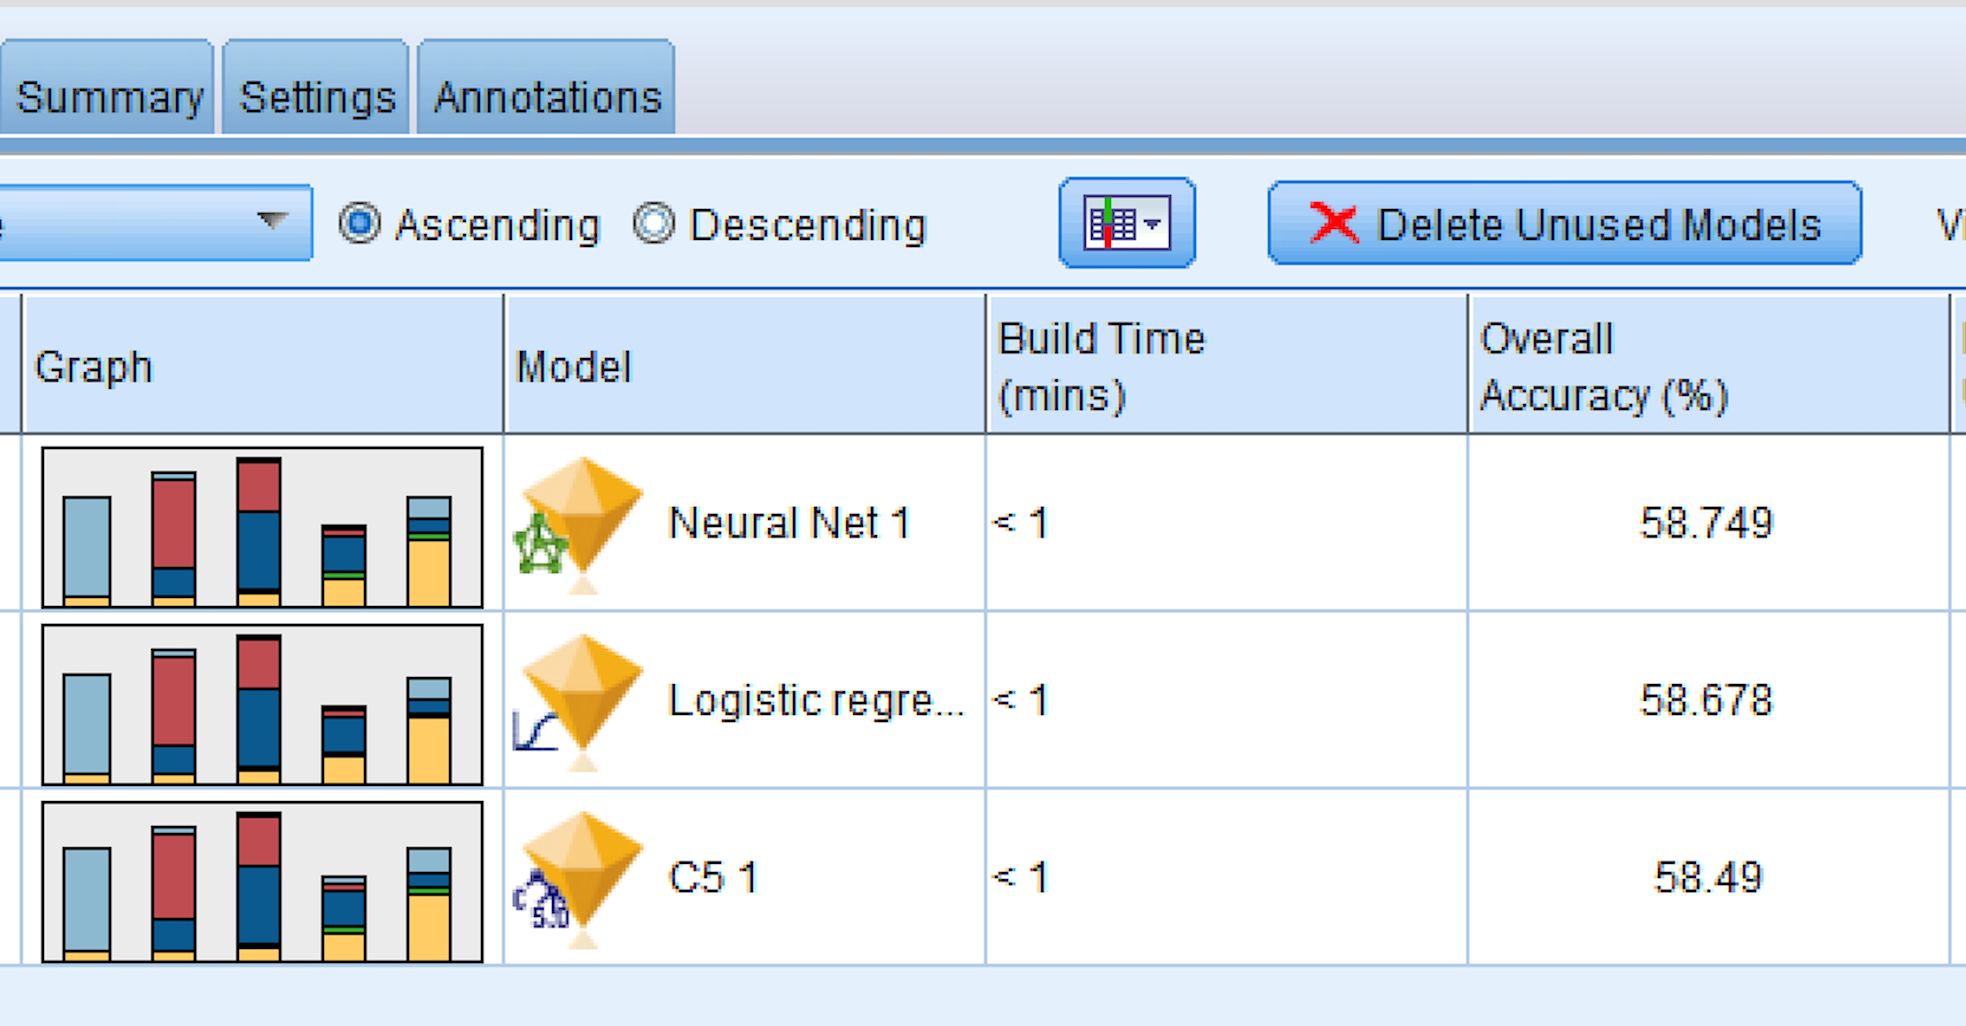 Summary Settings Annotations
Ascending Descending Delete Unused Models
Graph Model Build Time (mins) Overall Accuracy (%)
Neural Net 1 < 1 58.749
Logistic regre... < 1 58.678
C5 1 < 1 58.49